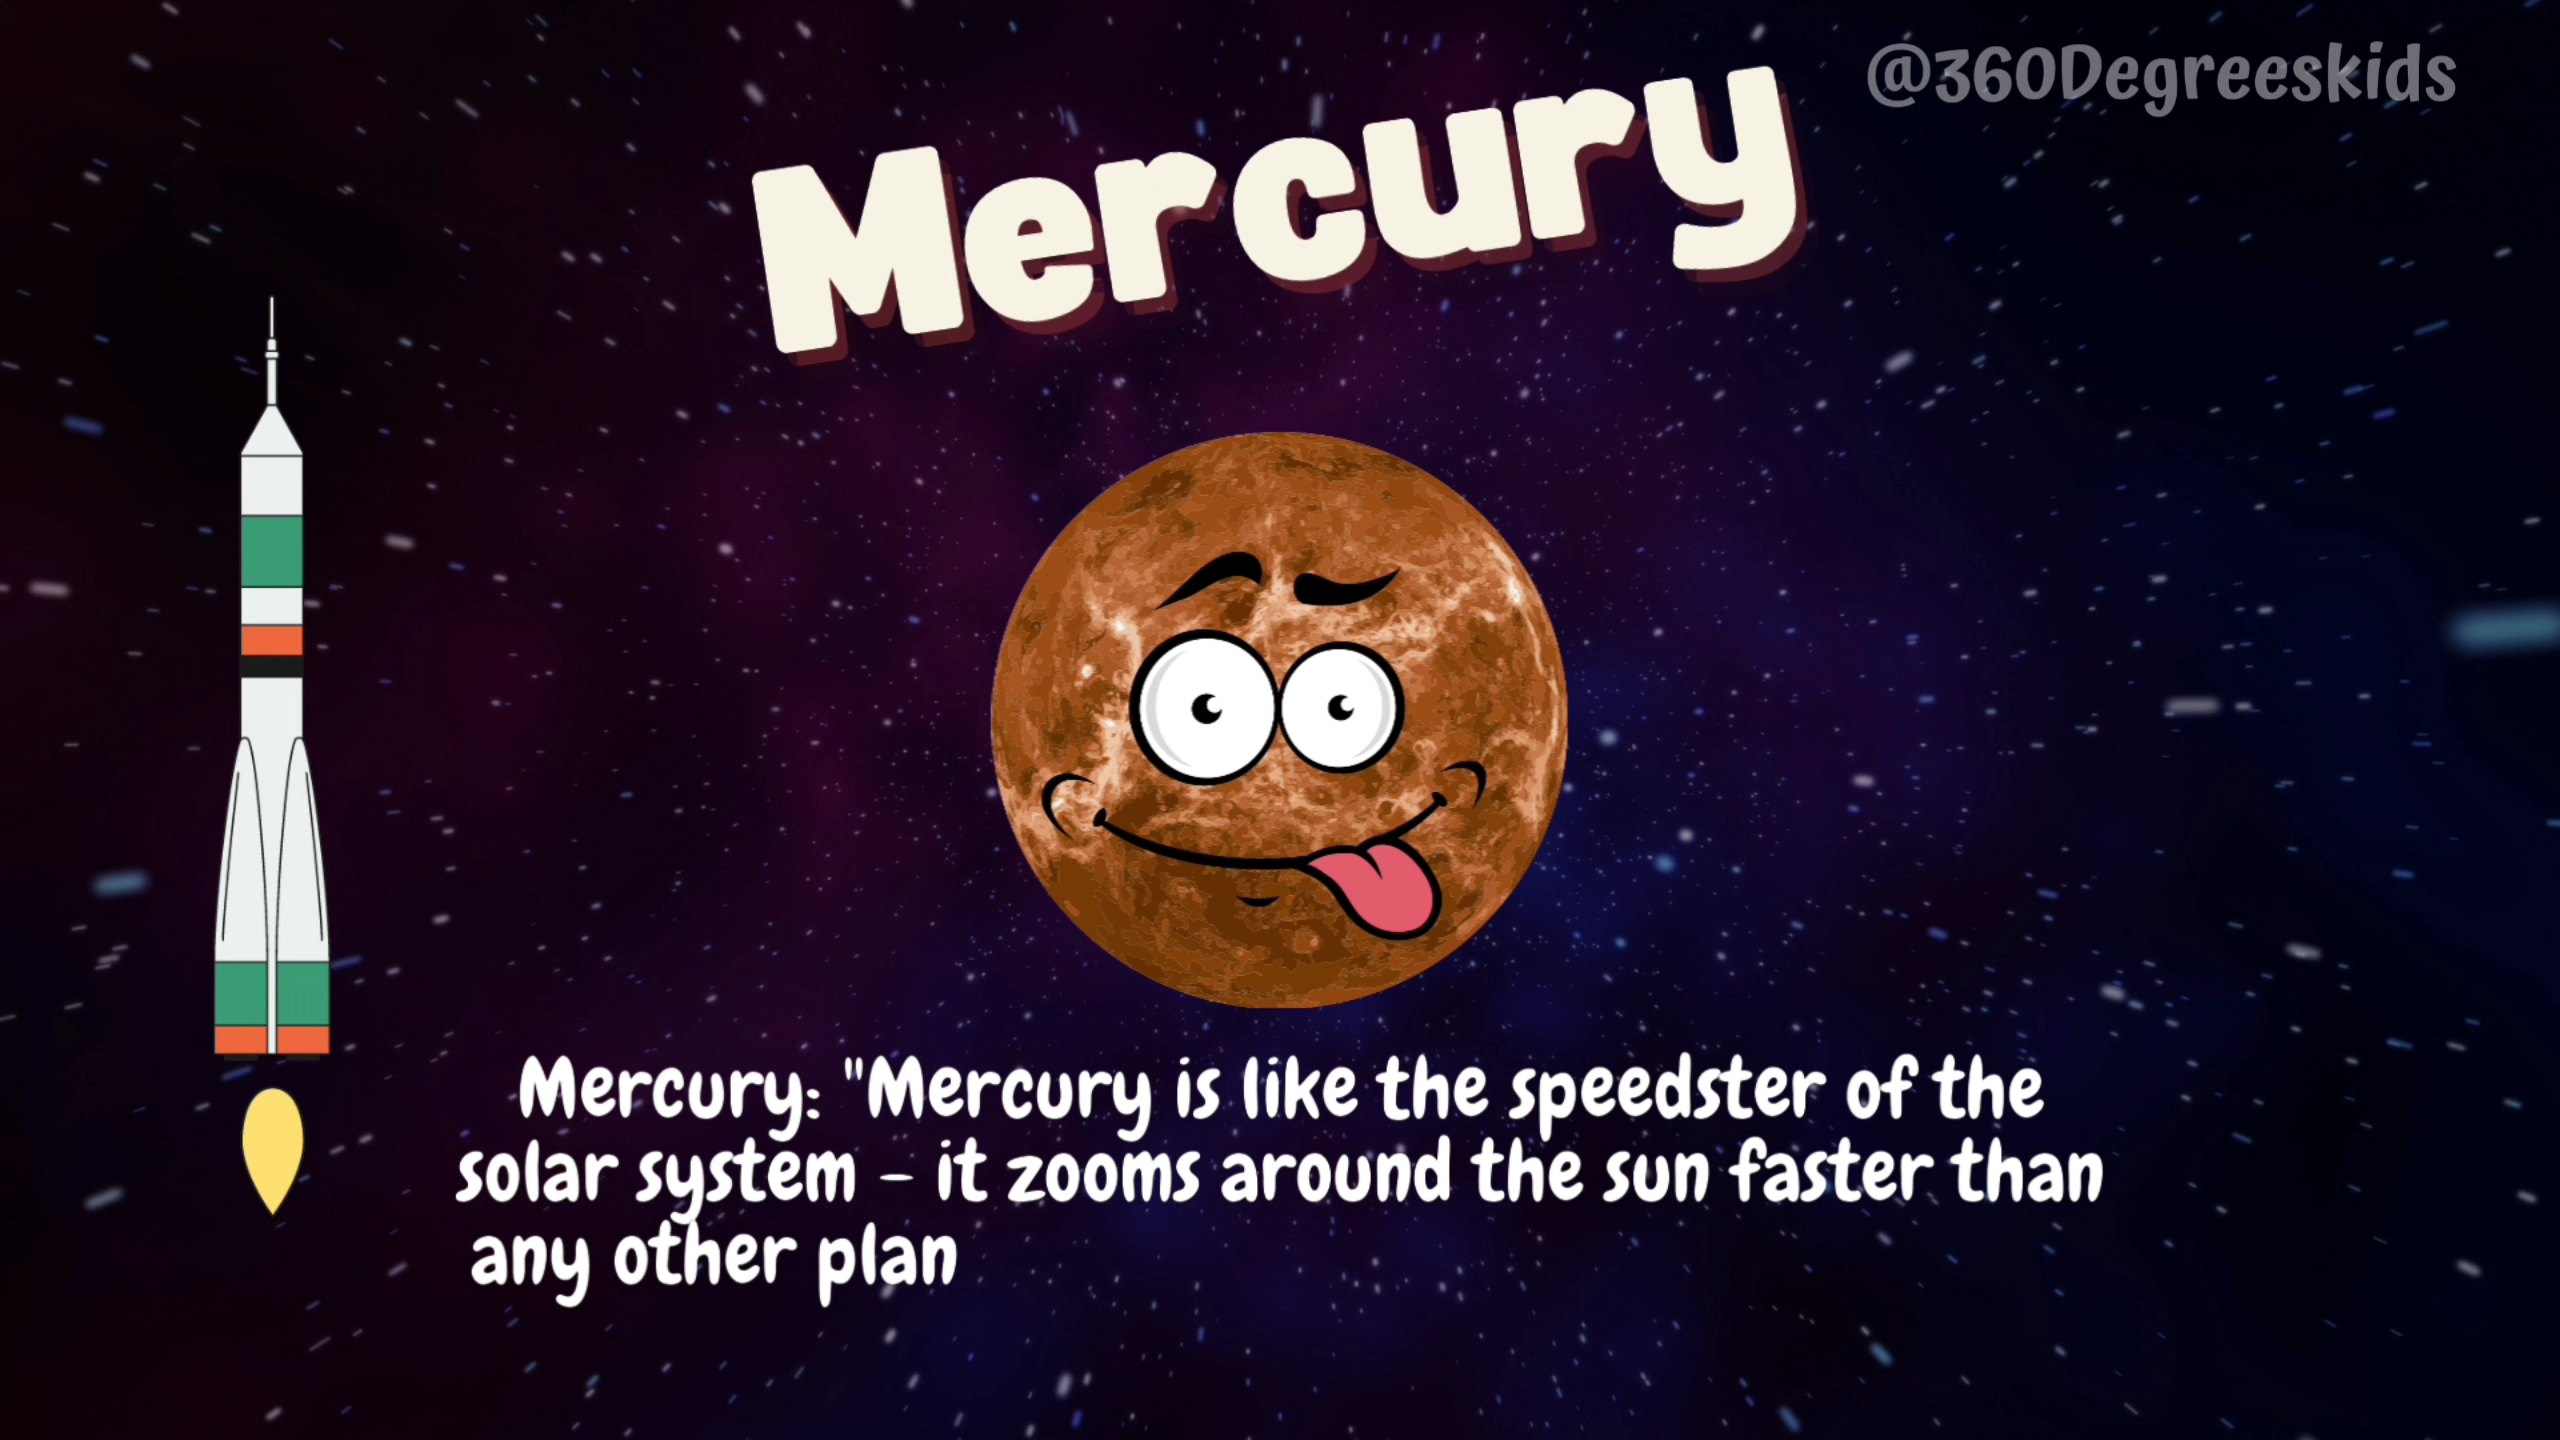 @360Degreeskids
Mercury
Mercury: "Mercury is like the speedster of the
solar system – it zooms around the sun faster than
any other plan